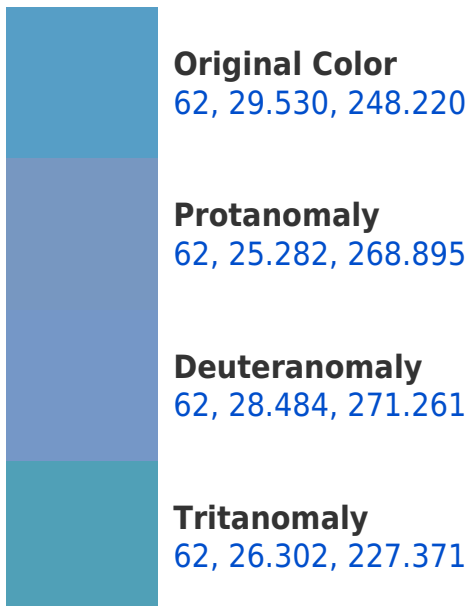 Original Color
62, 29.530, 248.220
Protanomaly
62, 25.282, 268.895
Deuteranomaly
62, 28.484, 271.261
Tritanomaly
62, 26.302, 227.371